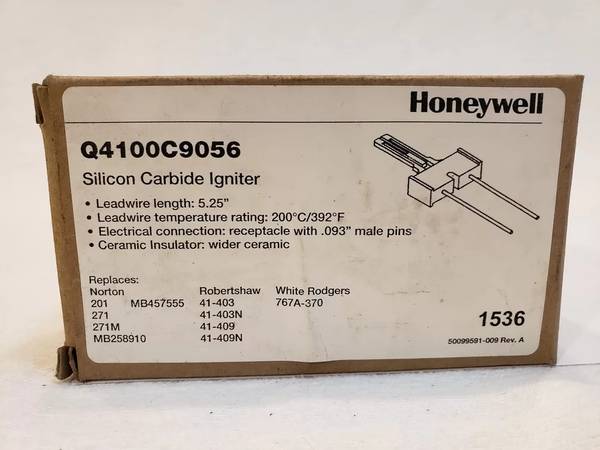 Honeywell
Q4100C9056
Silicon Carbide Igniter
• Leadwire length: 5.25”
• Leadwire temperature rating: 200°C/392°F
• Electrical connection: receptacle with .093” male pins
• Ceramic Insulator: wider ceramic
Replaces:
Norton Robertshaw White Rodgers
201 MB457555 41-403 767A-370
271 41-403N
271M 41-409
MB258910 41-409N
1536
50099591-009 Rev. A